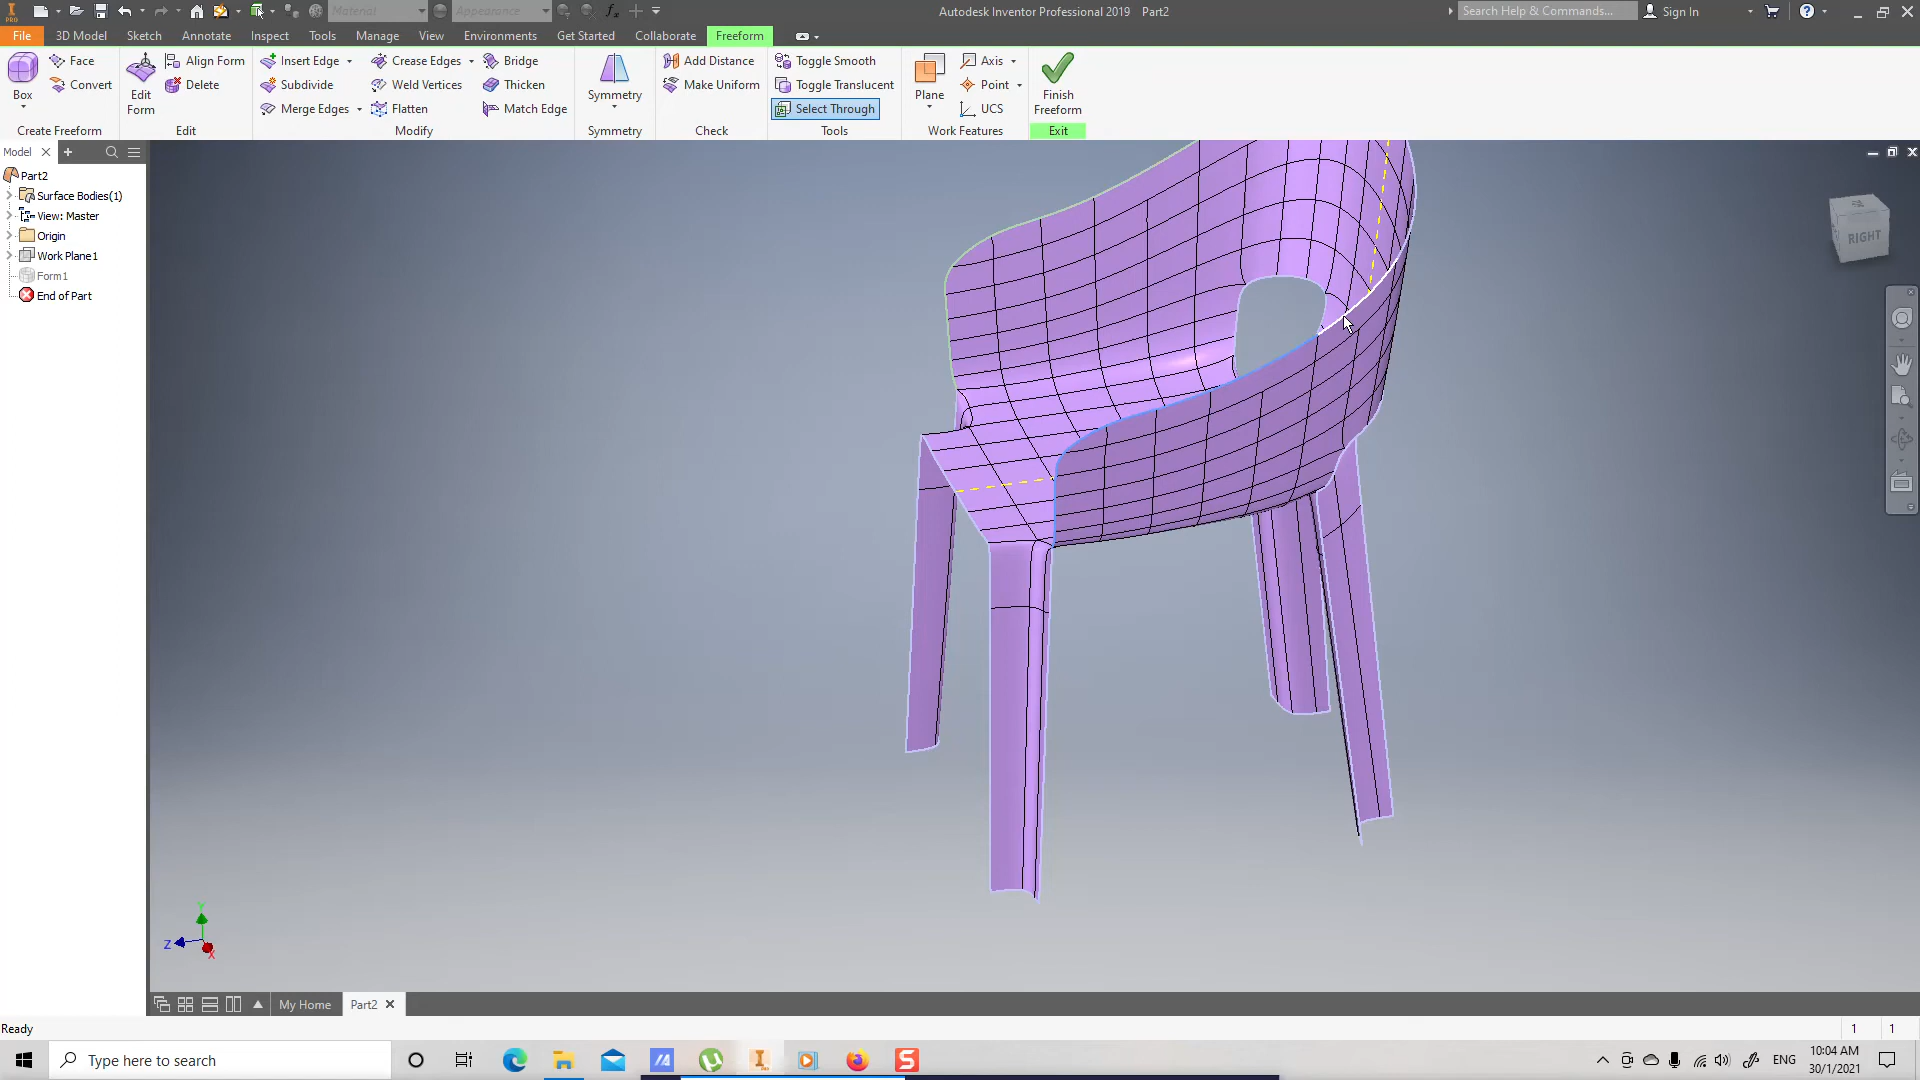 Material
Appearance
Autodesk Inventor Professional 2019 Part2
Search Help & Commands...
Sign In
PRO
File
3D Model
Sketch
Annotate
Inspect
Tools
Manage
View
Environments
Get Started
Collaborate
Freeform
Box
Face
Convert
Create Freeform
Edit
Form
Align Form
Delete
Edit
Insert Edge
Subdivide
Merge Edges
Crease Edges
Weld Vertices
Flatten
Bridge
Thicken
Match Edge
Modify
Symmetry
Symmetry
Add Distance
Make Uniform
Check
Toggle Smooth
Toggle Translucent
Select Through
Tools
Plane
Axis
Point
UCS
Work Features
Finish
Freeform
Exit
Model
Part2
Surface Bodies(1)
View: Master
Origin
Work Plane1
Form1
End of Part
RIGHT
Y
Z
X
My Home
Part2
Ready
1
1
Type here to search
ENG
10:04 AM
30/1/2021